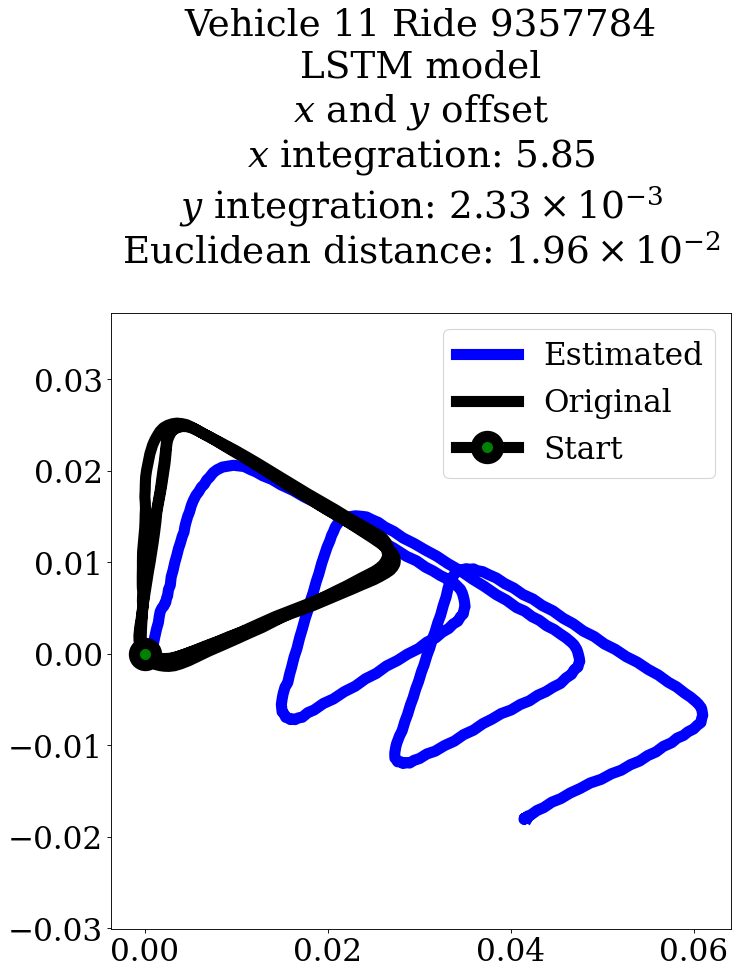 Vehicle 11 Ride 9357784
LSTM model
x and y offset
x integration: 5.85
y integration: 2.33 × 10⁻³
Euclidean distance: 1.96 × 10⁻²
Estimated
Original
Start
0.03
0.02
0.01
0.00
−0.01
−0.02
−0.03
0.00 0.02 0.04 0.06